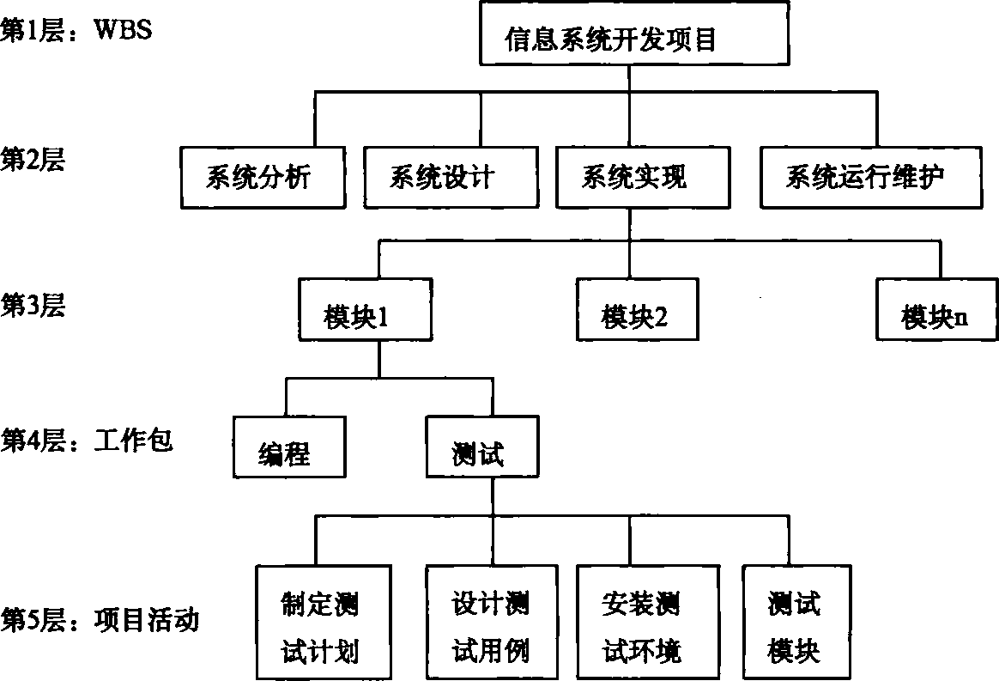 第1层：WBS
信息系统开发项目
第2层
系统分析
系统设计
系统实现
系统运行维护
第3层
模块1
模块2
模块n
第4层：工作包
编程
测试
第5层：项目活动
制定测
试计划
设计测
试用例
安装测
试环境
测试
模块